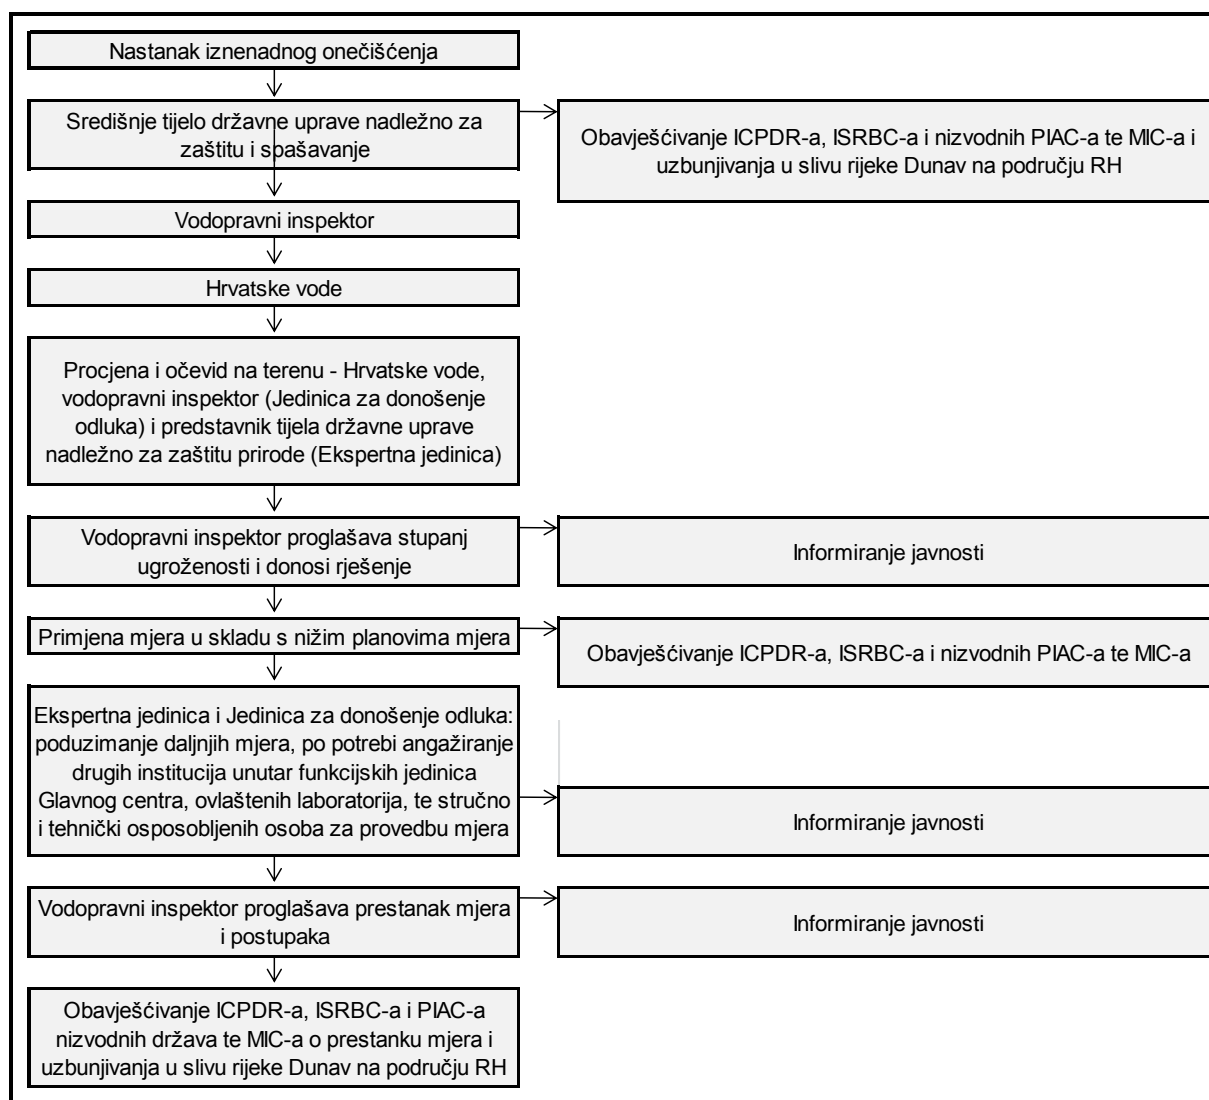 Nastanak iznenadnog onečišćenja
Središnje tijelo državne uprave nadležno za
zaštitu i spašavanje
Obavješćivanje ICPDR-a, ISRBC-a i nizvodnih PIAC-a te MIC-a i
uzbunjivanja u slivu rijeke Dunav na području RH
Vodopravni inspektor
Hrvatske vode
Procjena i očevid na terenu - Hrvatske vode,
vodopravni inspektor (Jedinica za donošenje
odluka) i predstavnik tijela državne uprave
nadležno za zaštitu prirode (Ekspertna jedinica)
Vodopravni inspektor proglašava stupanj
ugroženosti i donosi rješenje
Informiranje javnosti
Primjena mjera u skladu s nižim planovima mjera
Obavješćivanje ICPDR-a, ISRBC-a i nizvodnih PIAC-a te MIC-a
Ekspertna jedinica i Jedinica za donošenje odluka:
poduzimanje daljnjih mjera, po potrebi angažiranje
drugih institucija unutar funkcijskih jedinica
Glavnog centra, ovlaštenih laboratorija, te stručno
i tehnički osposobljenih osoba za provedbu mjera
Informiranje javnosti
Vodopravni inspektor proglašava prestanak mjera
i postupaka
Informiranje javnosti
Obavješćivanje ICPDR-a, ISRBC-a i PIAC-a
nizvodnih država te MIC-a o prestanku mjera i
uzbunjivanja u slivu rijeke Dunav na području RH